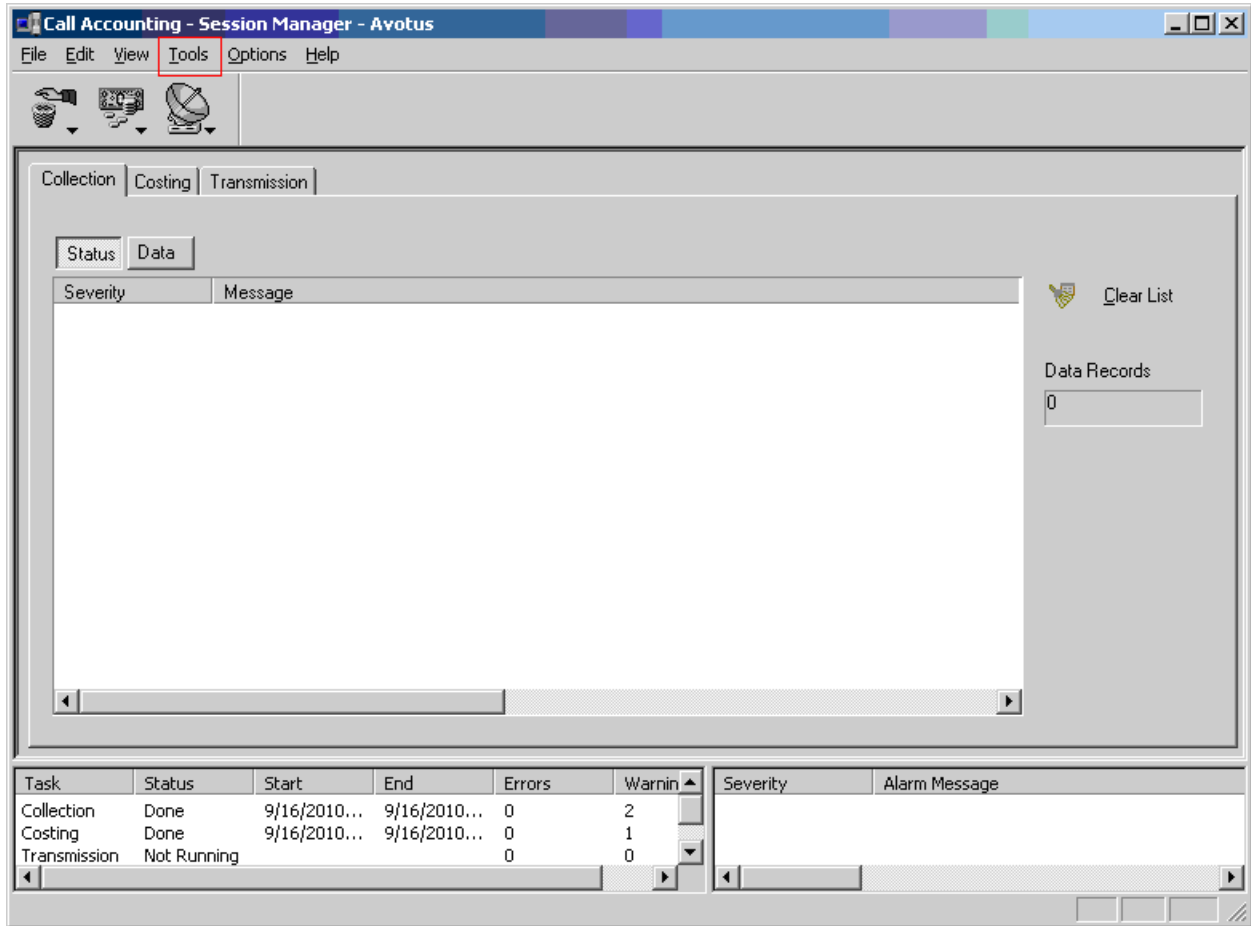 Call Accounting - Session Manager - Avotus
File Edit View Tools Options Help
Collection Costing Transmission
Status Data
Severity Message
Clear List
Data Records
0
Task Status Start End Errors Warnin
Collection Done 9/16/2010... 9/16/2010... 0 2
Costing Done 9/16/2010... 9/16/2010... 0 1
Transmission Not Running 0 0
Severity Alarm Message